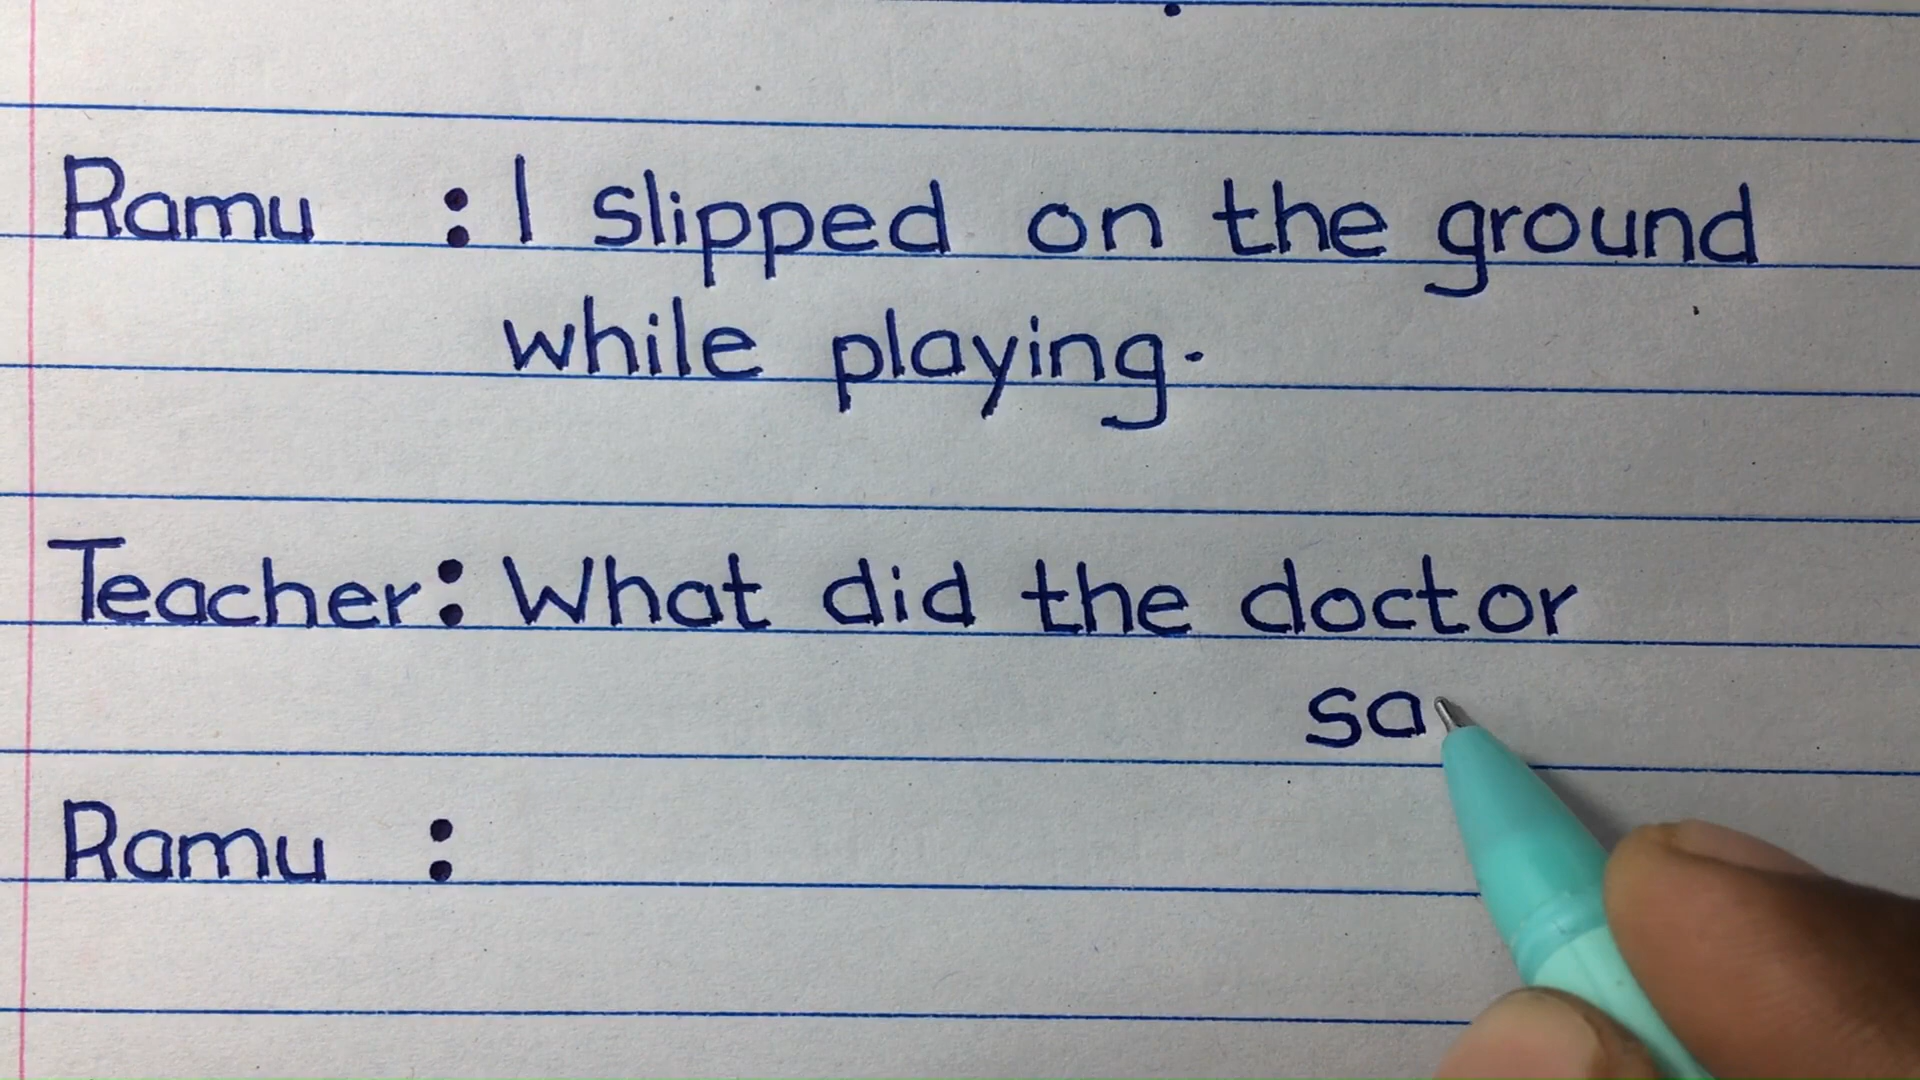 Ramu : I slipped on the ground
while playing.
Teacher: What did the doctor
sa
Ramu :